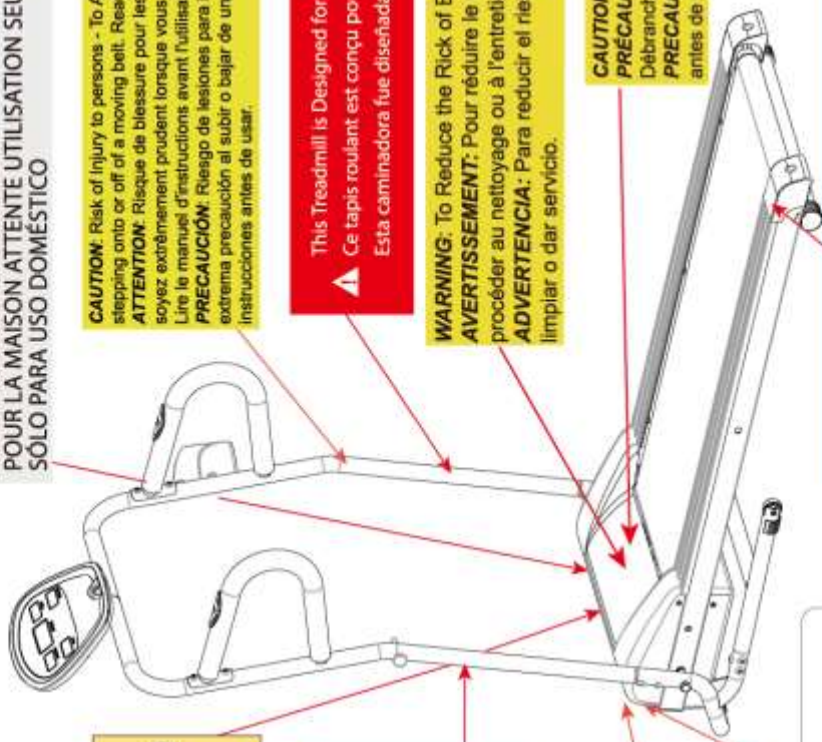 POUR LA MAISON ATTENTE UTILISATION SEU
SÓLO PARA USO DOMÉSTICO
CAUTION: Risk of Injury to persons - To A
stepping onto or off of a moving belt. Rea
ATTENTION: Risque de blessure pour les
soyez extrêmement prudent lorsque vous
Lire le manuel d'instructions avant l'utilisa
PRECAUCIÓN: Riesgo de lesiones para
extrema precaución al subir o bajar de un
instrucciones antes de usar.
This Treadmill is Designed for
Ce tapis roulant est conçu po
Esta caminadora fue diseñada
WARNING: To Reduce the Rick of E
AVERTISSEMENT: Pour réduire le
procéder au nettoyage ou à l'entreti
ADVERTENCIA: Para reducir el rie
limpiar o dar servicio.
CAUTION
PRÉCAU
Débranch
PRECAU
antes de